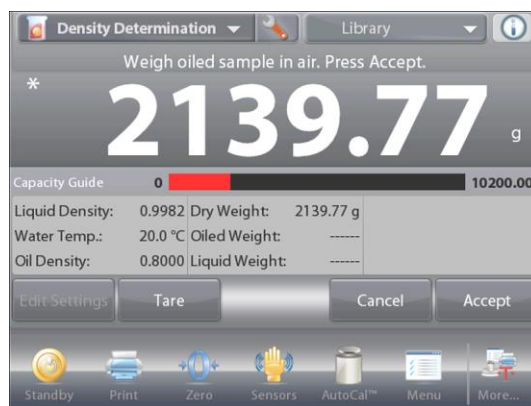 Density Determination Library
Weigh oiled sample in air. Press Accept.
* 2139.77 g
Capacity Guide 0 10200.00
Liquid Density: 0.9982 Dry Weight: 2139.77 g
Water Temp.: 20.0 °C Oiled Weight: ------
Oil Density: 0.8000 Liquid Weight: ------
Edit Settings Tare Cancel Accept
Standby Print Zero Sensors AutoCal™ Menu More...